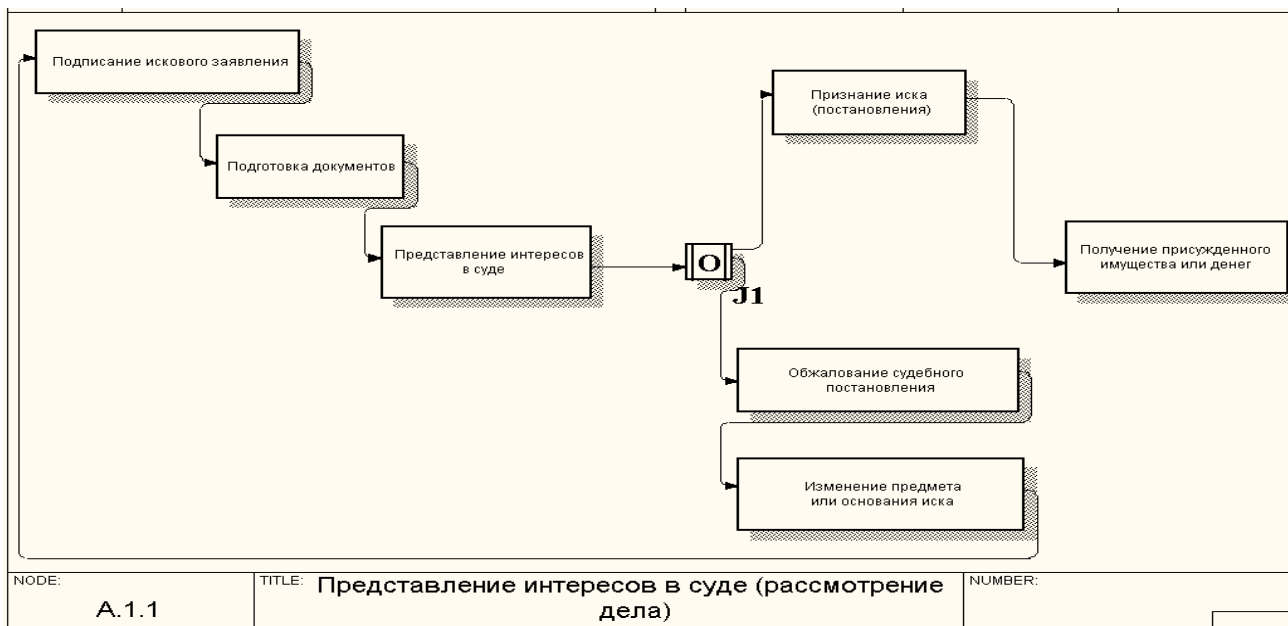 Подписание искового заявления
Подготовка документов
Представление интересов
в суде
O
J1
Признание иска
(постановления)
Получение присужденного
имущества или денег
Обжалование судебного
постановления
Изменение предмета
или основания иска
NODE:
A.1.1
TITLE:
Представление интересов в суде (рассмотрение
дела)
NUMBER: